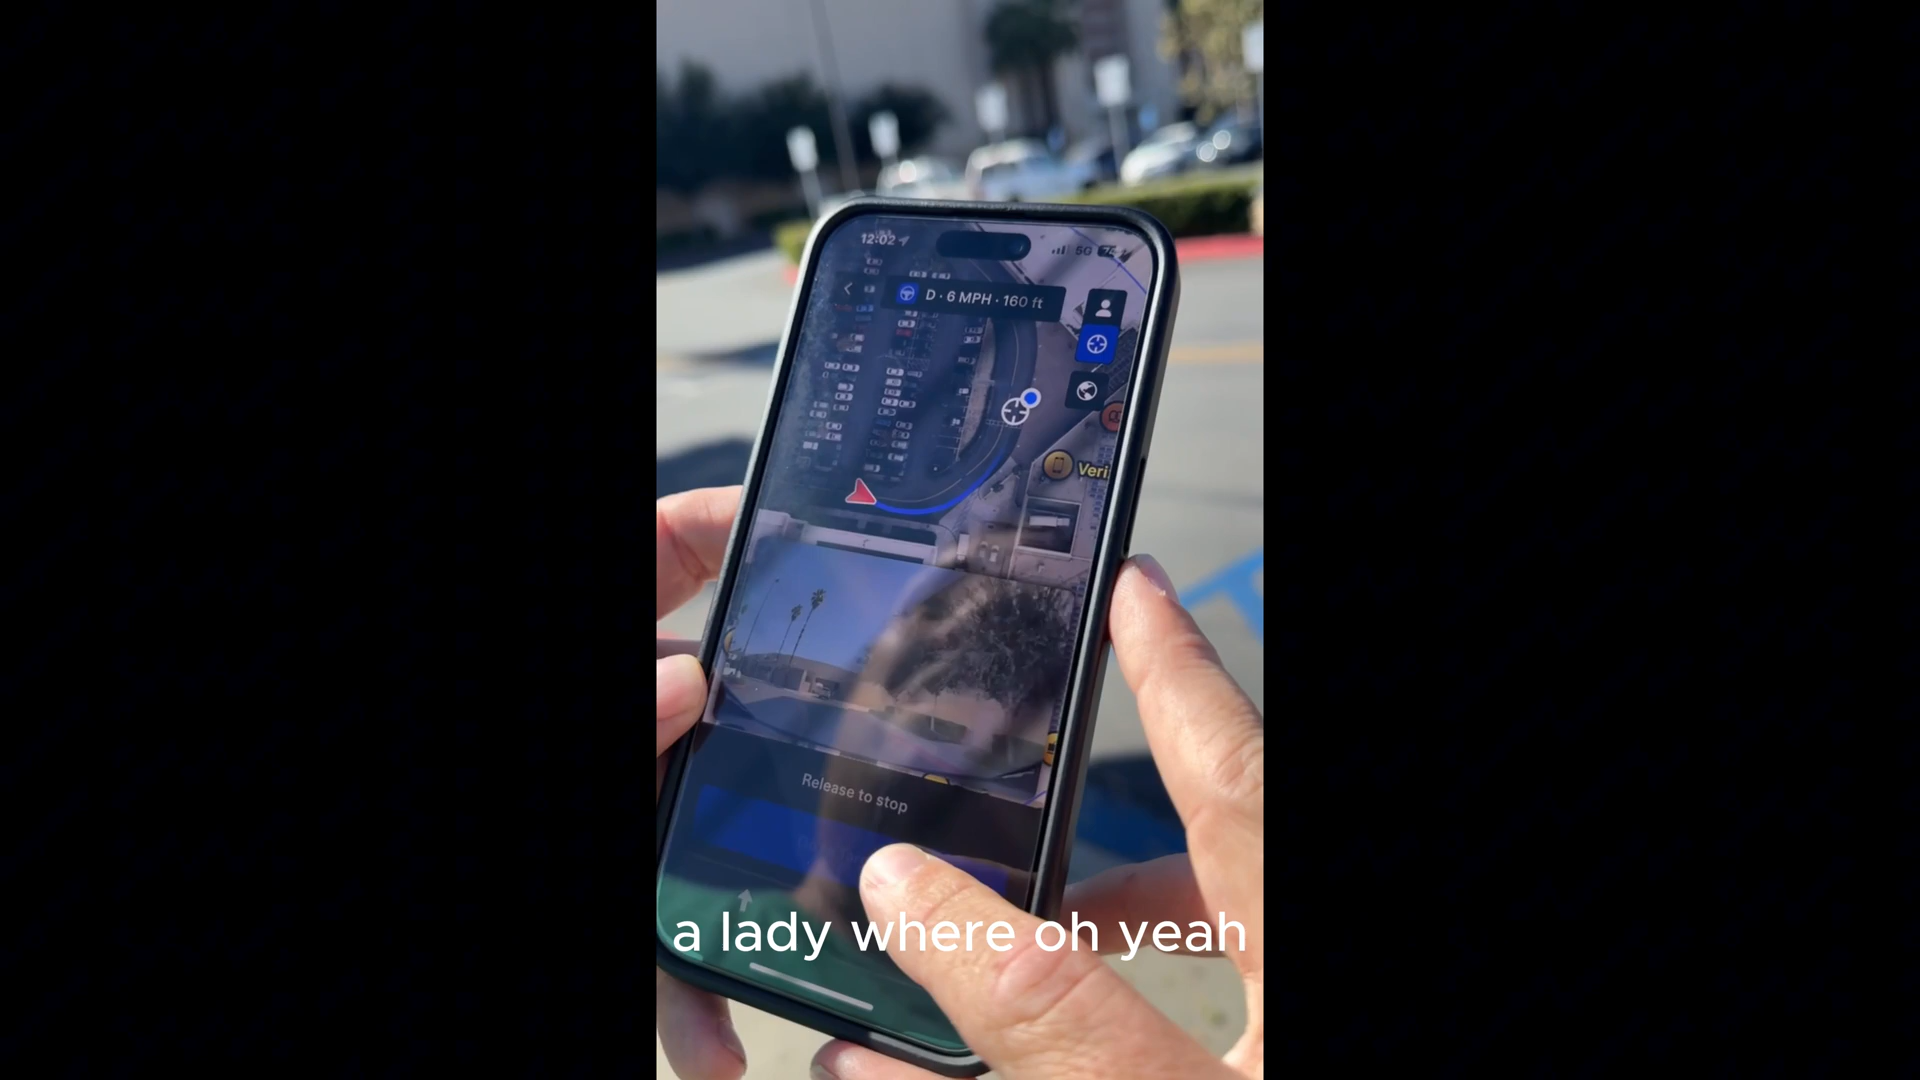 12:02
5G
D · 6 MPH · 160 ft
Veri
Release to stop
a lady where oh yeah